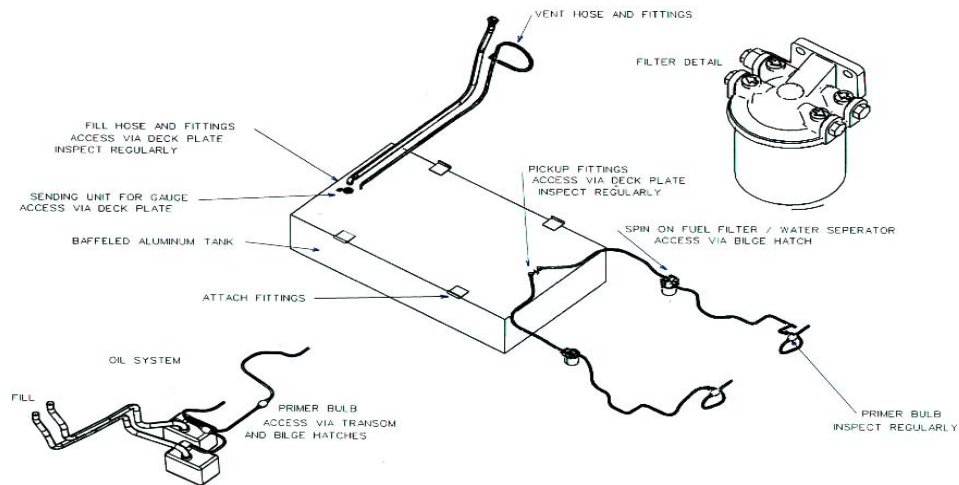 VENT HOSE AND FITTINGS
FILTER DETAIL
FILL HOSE AND FITTINGS
ACCESS VIA DECK PLATE
INSPECT REGULARLY
PICKUP FITTINGS
ACCESS VIA DECK PLATE
INSPECT REGULARLY
SENDING UNIT FOR GAUGE
ACCESS VIA DECK PLATE
SPIN ON FUEL FILTER / WATER SEPERATOR
ACCESS VIA BILGE HATCH
BAFFELED ALUMINUM TANK
ATTACH FITTINGS
OIL SYSTEM
FILL
PRIMER BULB
ACCESS VIA TRANSOM
AND BILGE HATCHES
PRIMER BULB
INSPECT REGULARLY